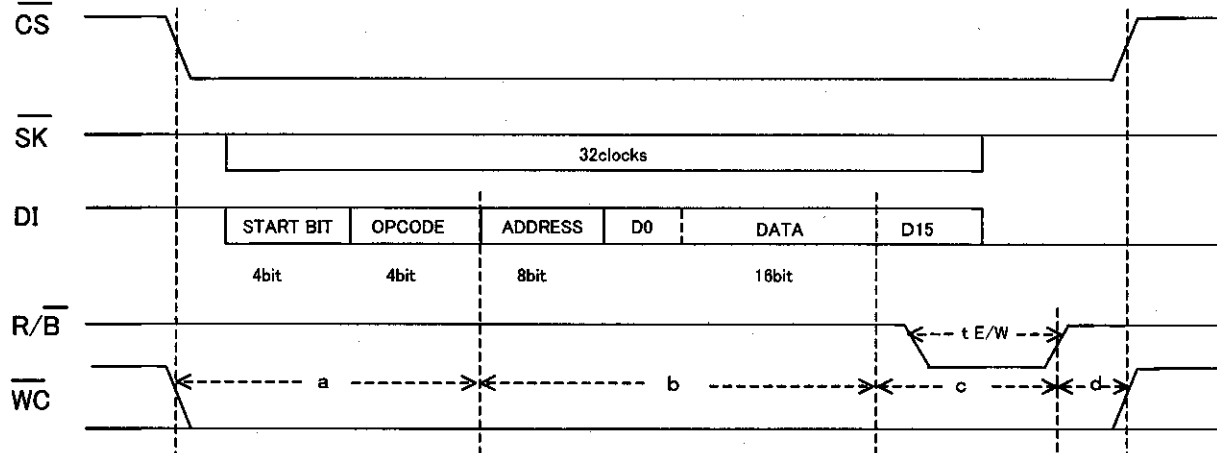 CS
SK
32clocks
DI
START BIT OPCODE ADDRESS D0 DATA D15
4bit 4bit 8bit 16bit
R/B
t E/W
WC
a b c d